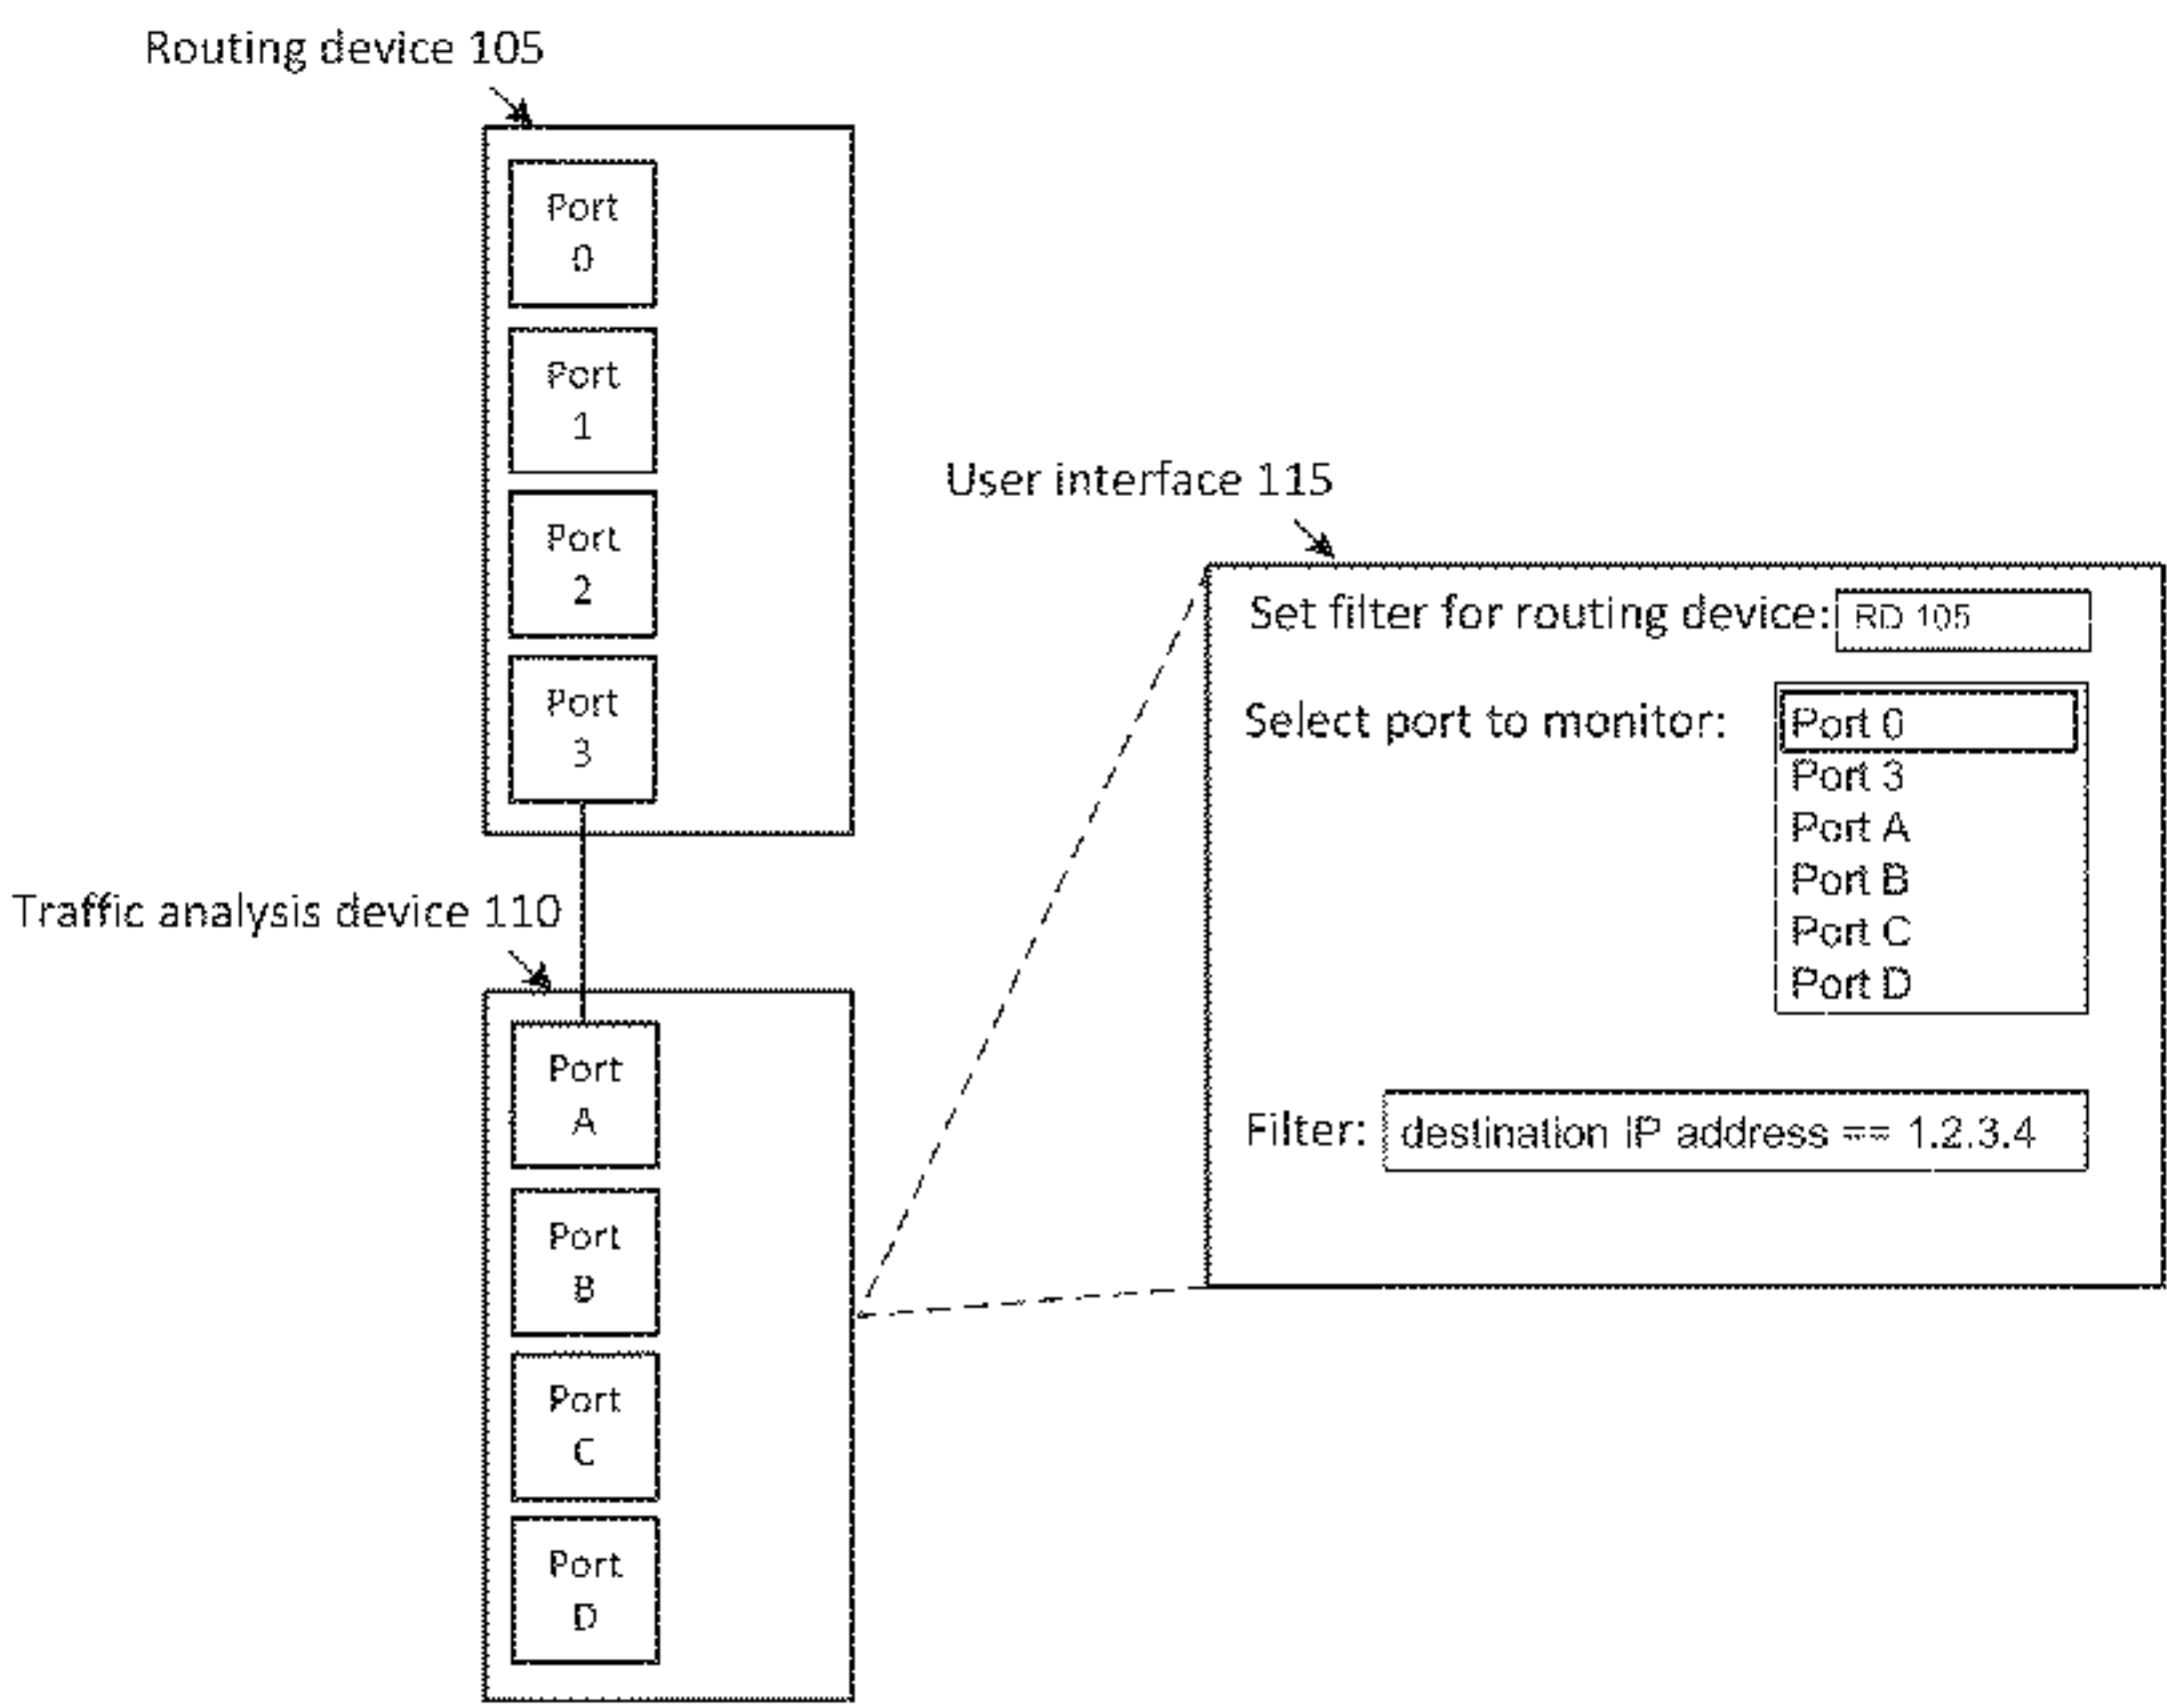 Routing device 105
Port
0
Port
1
Port
2
Port
3
User interface 115
Set filter for routing device: RD 105
Select port to monitor: Port 0
Port 3
Port A
Port B
Port C
Port D
Filter: destination IP address == 1.2.3.4
Traffic analysis device 110
Port
A
Port
B
Port
C
Port
D